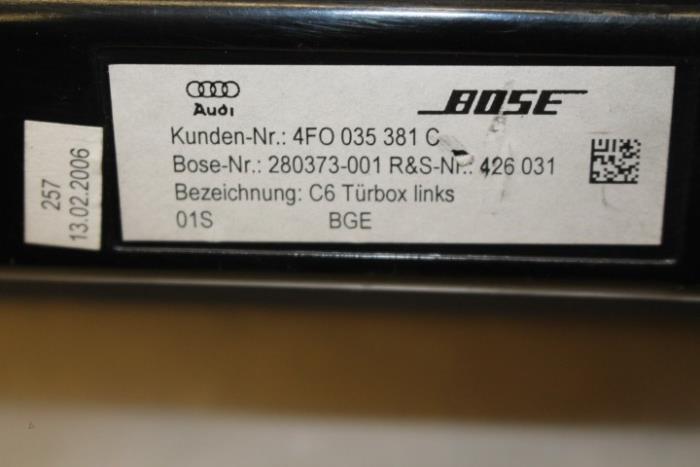 Audi
BOSE
Kunden-Nr.: 4FO 035 381 C
Bose-Nr.: 280373-001 R&S-Nr.: 426 031
Bezeichnung: C6 Türbox links
01S BGE
257
13.02.2006